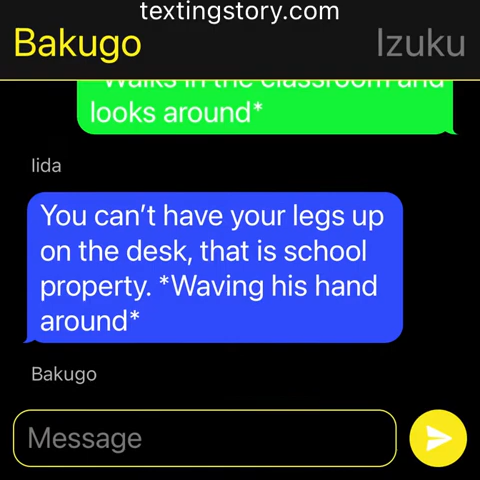 textingstory.com
Bakugo Izuku
*Walks in the classroom and
looks around*
Iida
You can’t have your legs up
on the desk, that is school
property. *Waving his hand
around*
Bakugo
Message